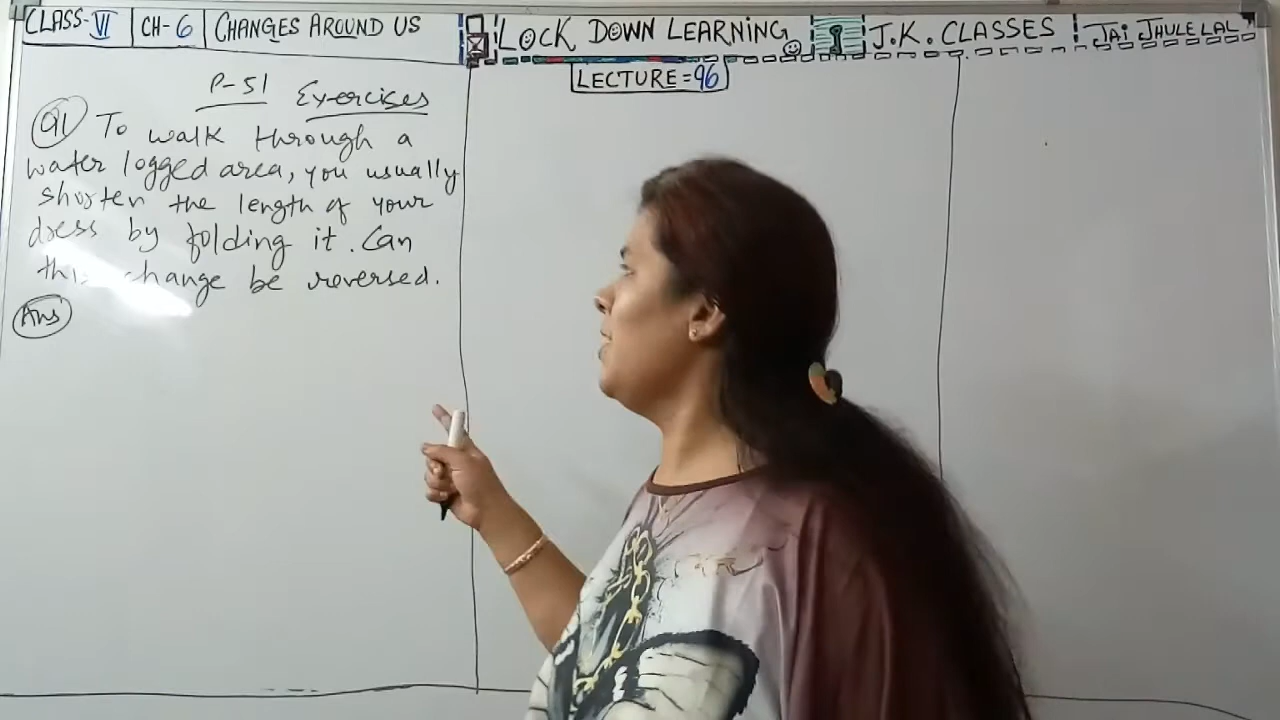 CLASS-VI CH-6 CHANGES AROUND US
LOCK DOWN LEARNING J.K. CLASSES JAI JHULELAL
LECTURE=96
P-51 Exercises
Q1 To walk through a
water logged area, you usually
shorten the length of your
dress by folding it. Can
this change be reversed.
Ans